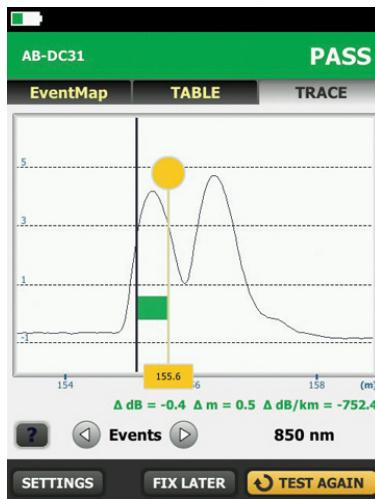 AB-DC31 PASS
EventMap TABLE TRACE
5
3
1
-1
155.6
154 158 (m)
Δ dB = -0.4 Δ m = 0.5 Δ dB/km = -752.4
? Events 850 nm
SETTINGS FIX LATER TEST AGAIN